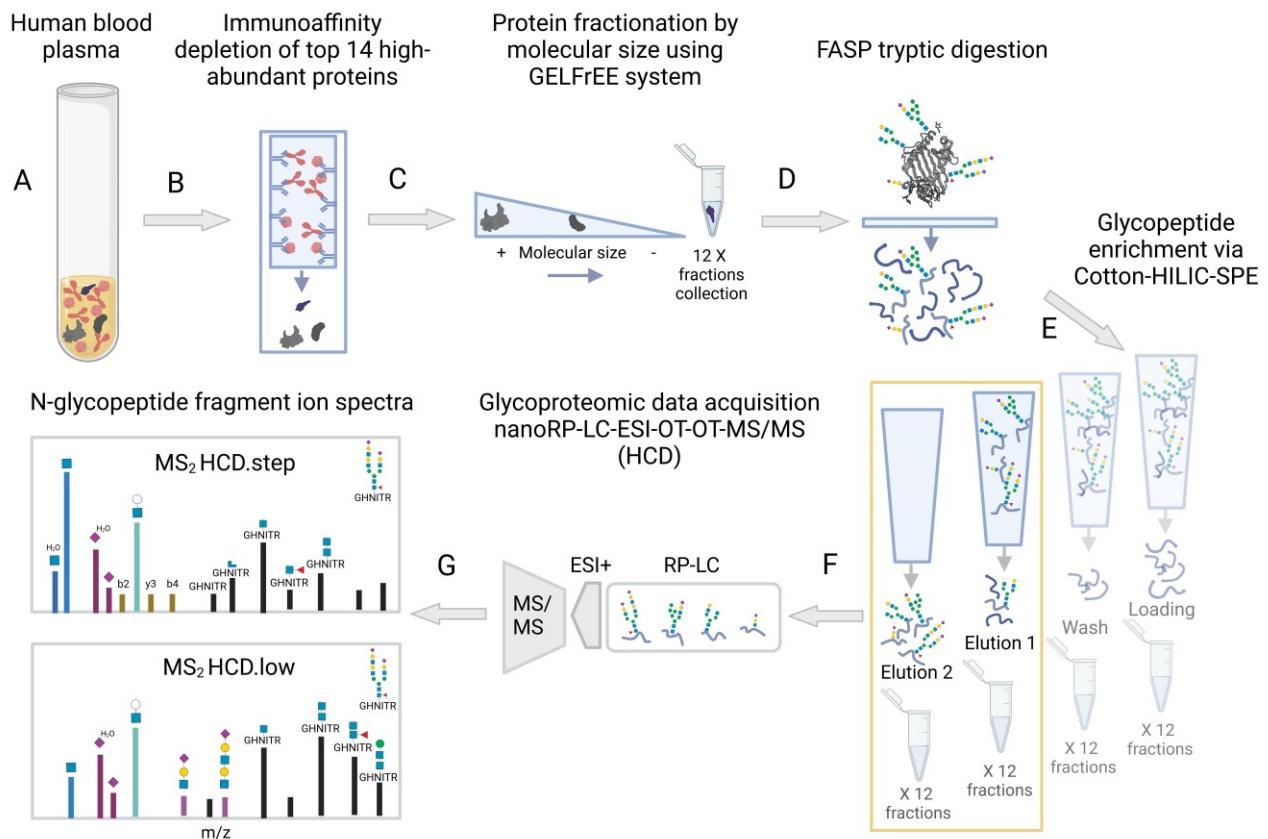 Human blood
plasma
Immunoaffinity
depletion of top 14 high-
abundant proteins
Protein fractionation by
molecular size using
GELFrEE system
FASP tryptic digestion
A
B
C
D
+ Molecular size -
12 X
fractions
collection
Glycopeptide
enrichment via
Cotton-HILIC-SPE
E
Loading
Wash
Elution 1
Elution 2
X 12
fractions
X 12
fractions
X 12
fractions
X 12
fractions
F
Glycoproteomic data acquisition
nanoRP-LC-ESI-OT-OT-MS/MS
(HCD)
RP-LC
ESI+
MS/
MS
G
N-glycopeptide fragment ion spectra
MS2 HCD.step
GHNITR
H2O
H2O
b2
y3
b4
GHNITR
GHNITR
GHNITR
GHNITR
GHNITR
MS2 HCD.low
GHNITR
H2O
GHNITR
GHNITR
GHNITR
GHNITR
m/z